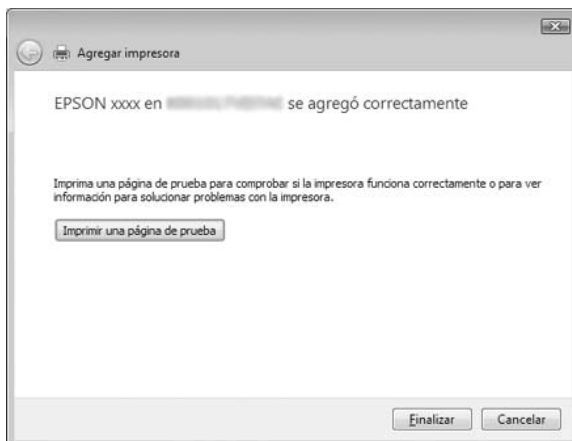 Agregar impresora
EPSON xxxx en se agregó correctamente
Imprima una página de prueba para comprobar si la impresora funciona correctamente o para ver
información para solucionar problemas con la impresora.
Imprimir una página de prueba
Finalizar Cancelar